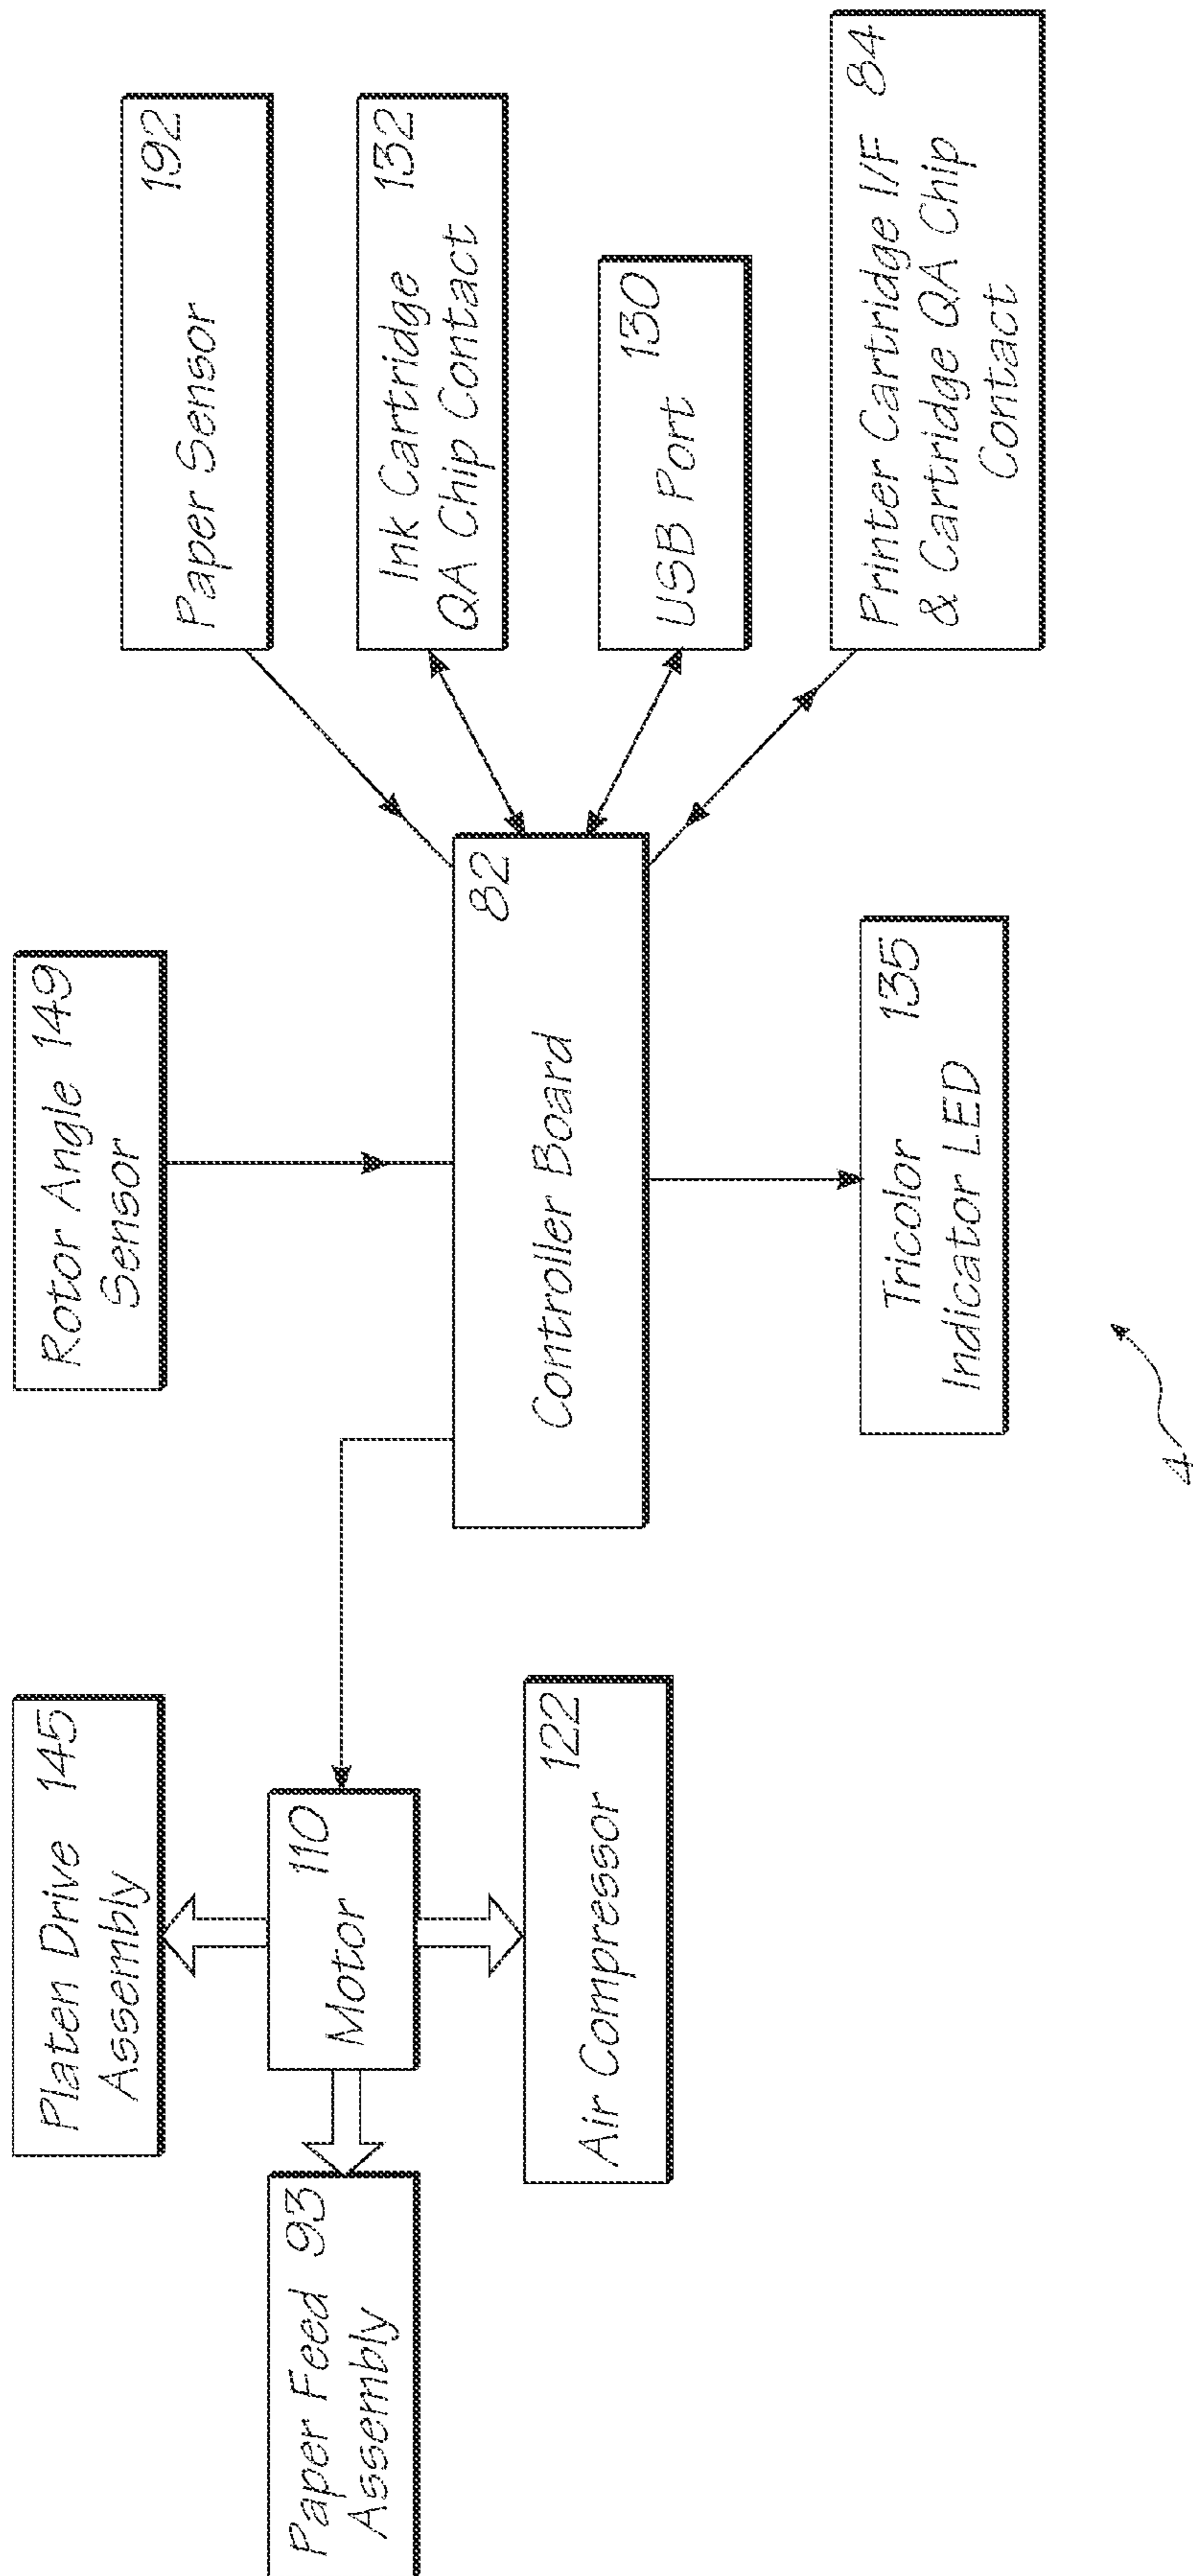 Platen Drive 145
Assembly
Rotor Angle 149
Sensor
Paper Sensor 192
Paper Feed 93
Assembly
Motor 110
Ink Cartridge 132
QA Chip Contact
Controller Board 82
Air Compressor 122
USB Port 130
Tricolor 135
Indicator LED
Printer Cartridge I/F 84
& Cartridge QA Chip
Contact
4